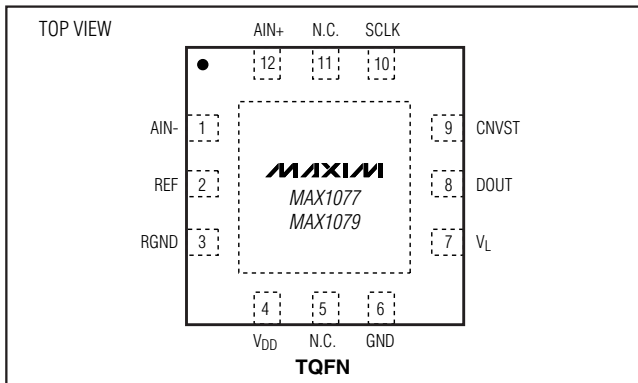 TOP VIEW
AIN+ N.C. SCLK
12 11 10
AIN- 1
9 CNVST
REF 2
MAXIM
8 DOUT
MAX1077
MAX1079
RGND 3
7 VL
4 5 6
VDD N.C. GND
TQFN